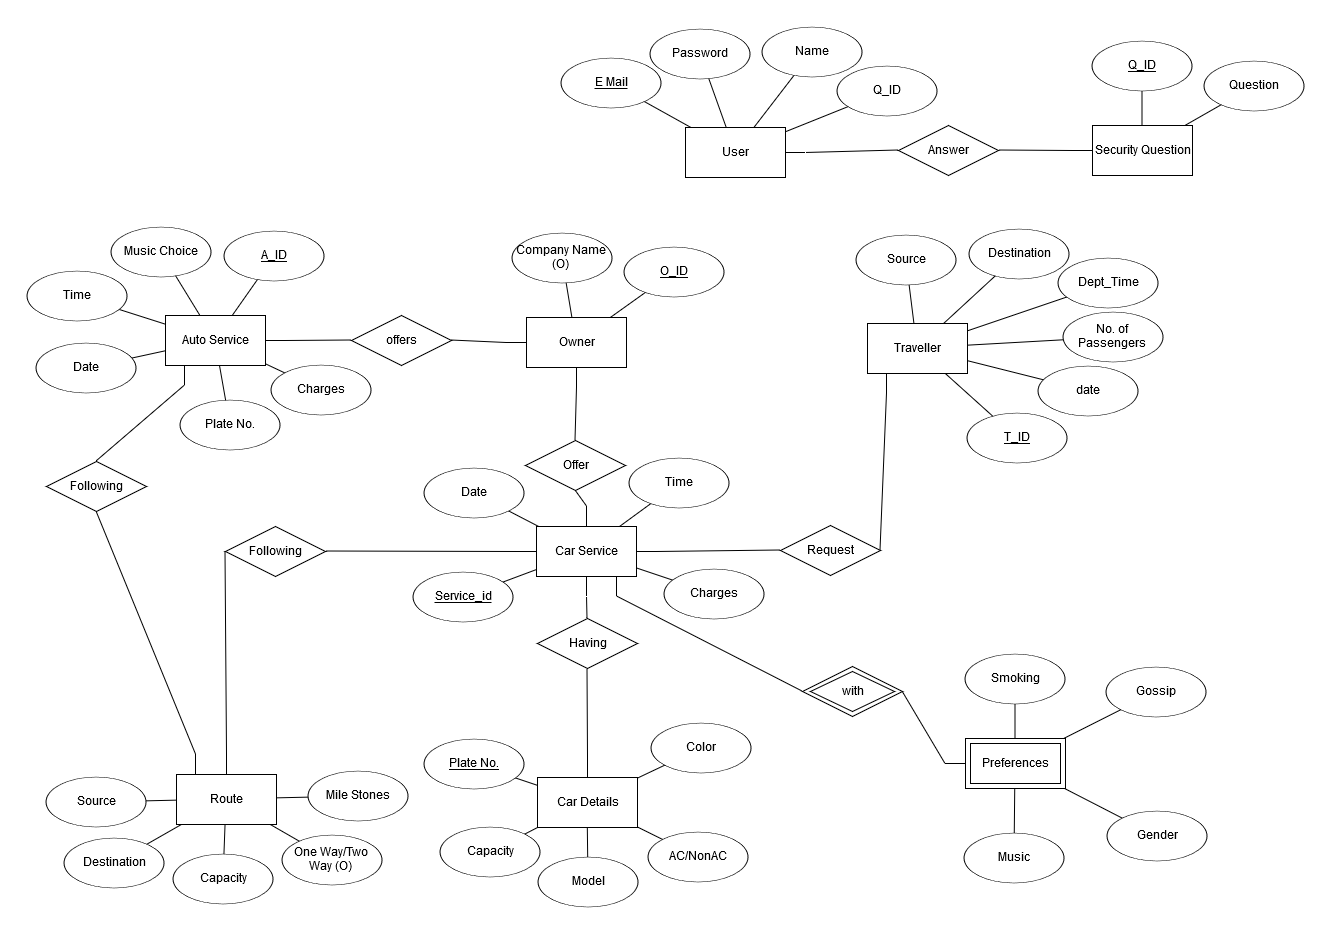 Password
Name
E Mail
Q_ID
Q_ID
Question
User
Answer
Security Question
Music Choice
A_ID
Time
Date
Auto Service
Charges
Plate No.
offers
Company Name
(O)
O_ID
Owner
Source
Destination
Dept_Time
No. of
Passengers
date
T_ID
Traveller
Following
Offer
Date
Time
Following
Car Service
Request
Service_id
Charges
Having
with
Smoking
Gossip
Preferences
Music
Gender
Source
Route
Mile Stones
Destination
Capacity
One Way/Two
Way (O)
Plate No.
Color
Car Details
Capacity
Model
AC/NonAC